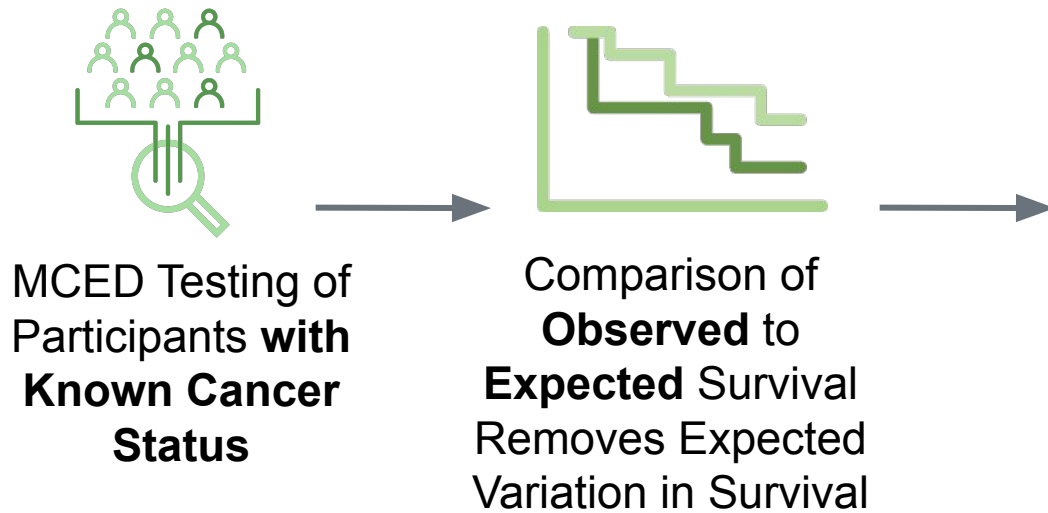 MCED Testing of
Participants with
Known Cancer
Status
Comparison of
Observed to
Expected Survival
Removes Expected
Variation in Survival